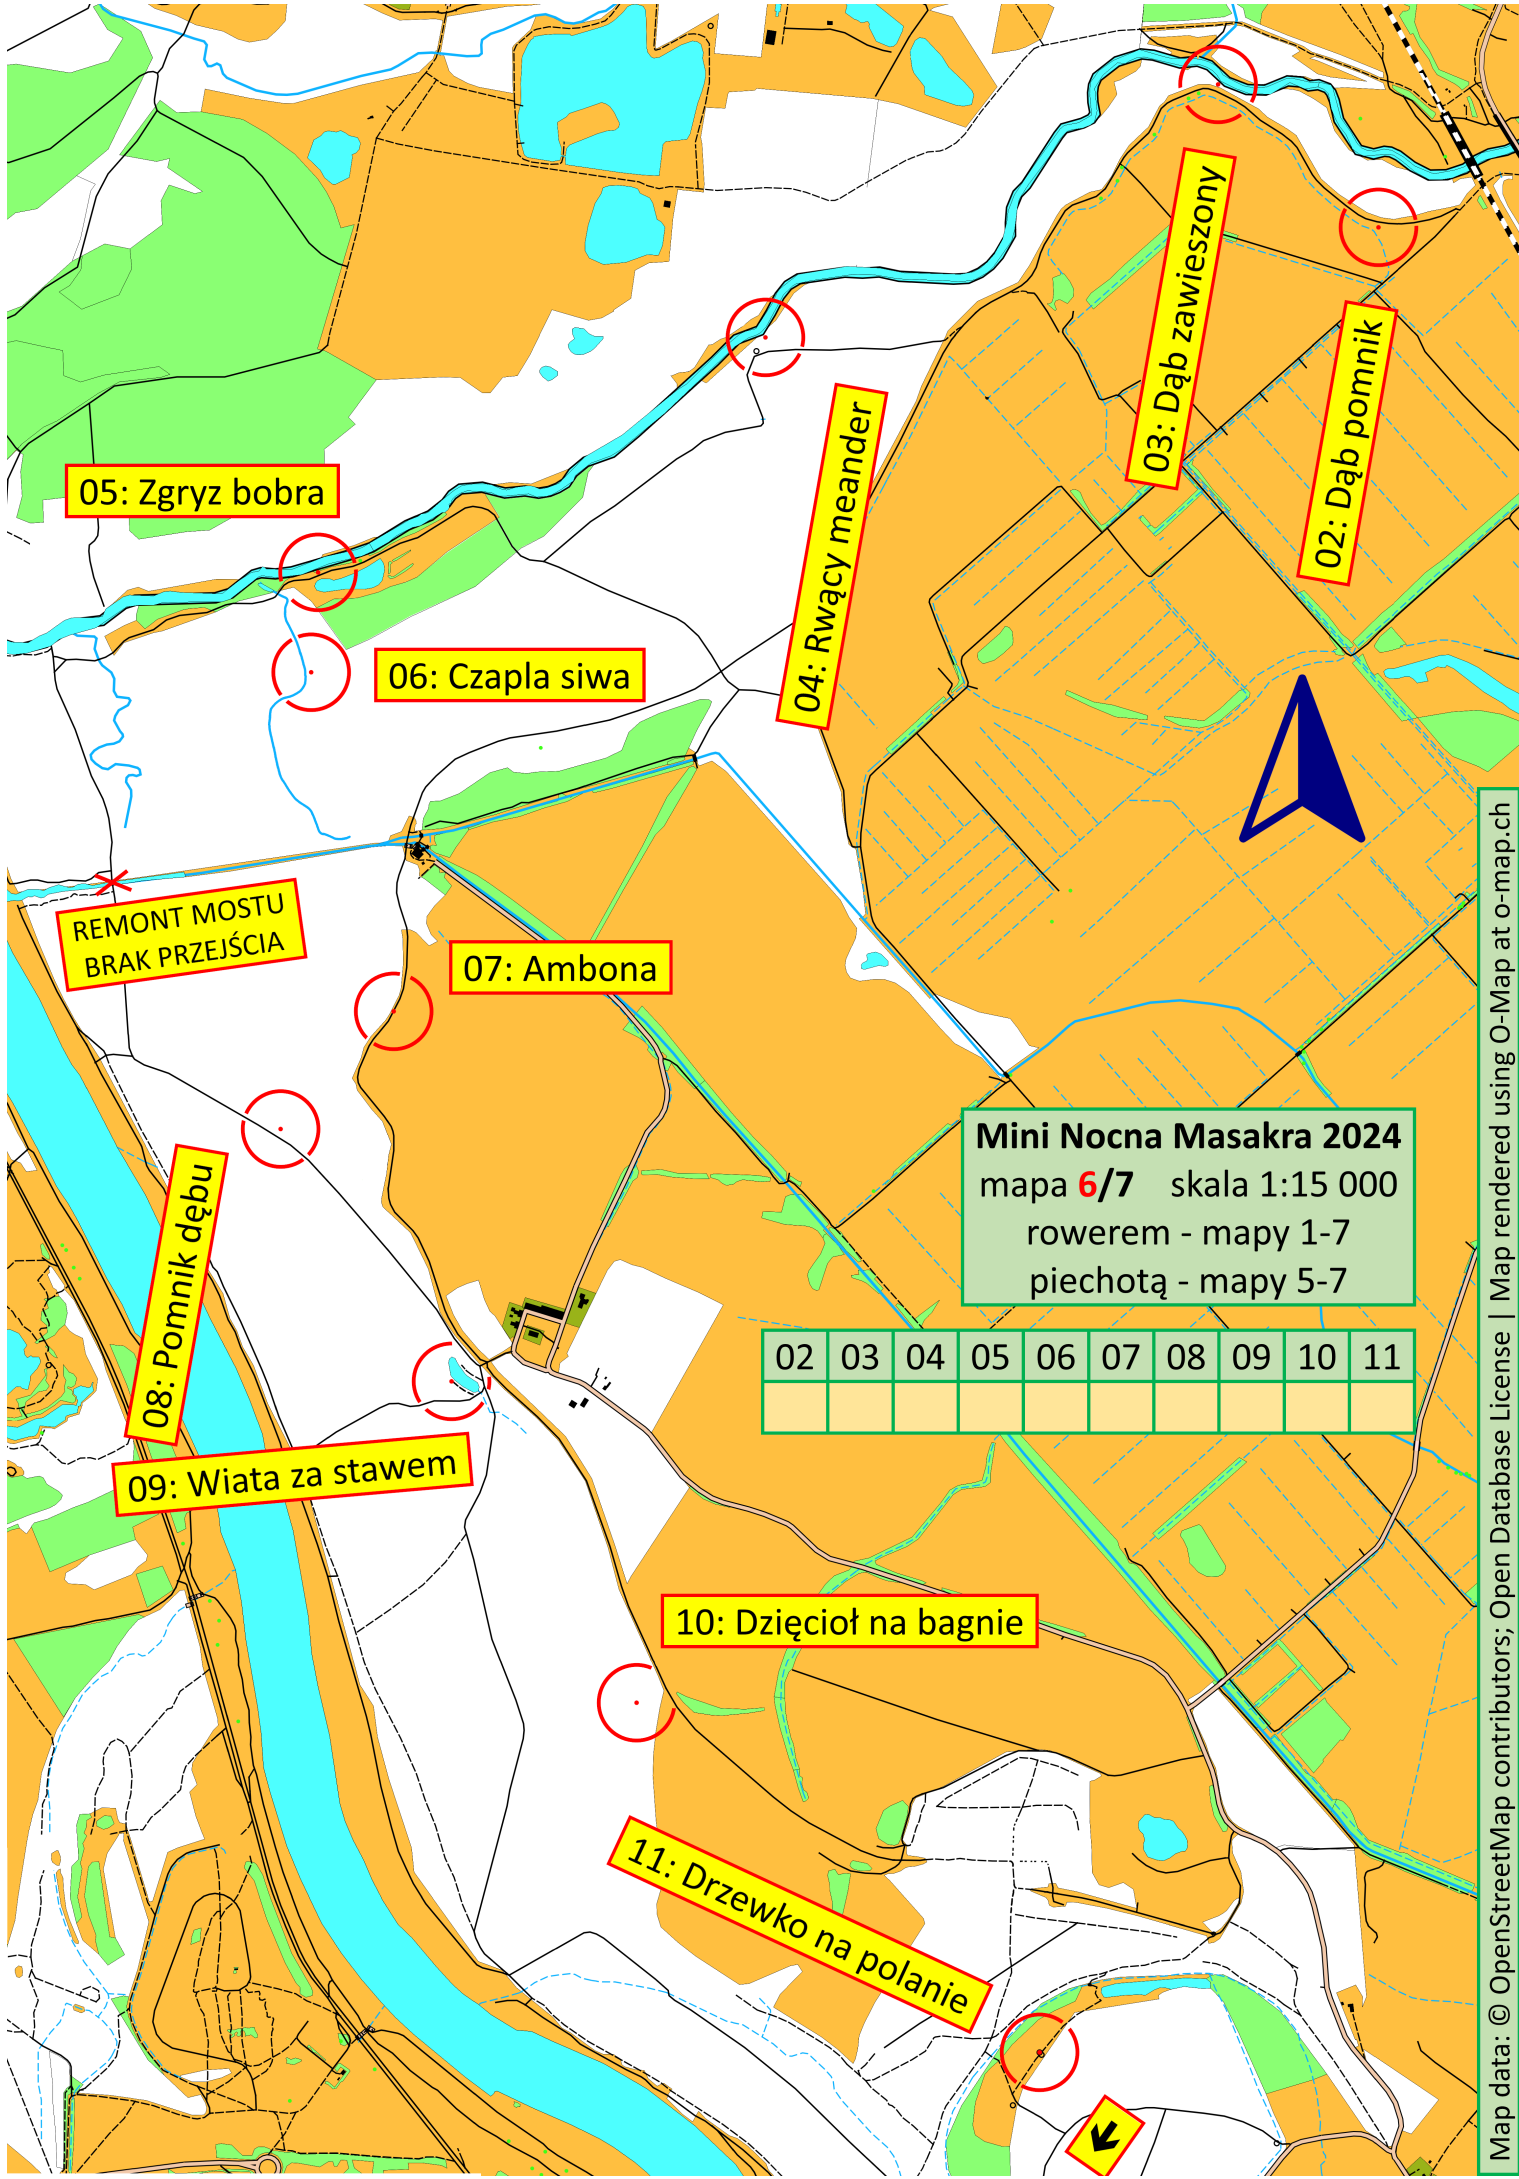 03: Dąb zawieszony
02: Dąb pomnik
04: Rwący meander
05: Zgryz bobra
06: Czapla siwa
REMONT MOSTU
BRAK PRZEJŚCIA
07: Ambona
Mini Nocna Masakra 2024
mapa 6/7 skala 1:15 000
rowerem - mapy 1-7
piechotą - mapy 5-7
02 03 04 05 06 07 08 09 10 11
08: Pomnik dębu
09: Wiata za stawem
10: Dzięcioł na bagnie
11: Drzewko na polanie
Map data: © OpenStreetMap contributors; Open Database License | Map rendered using O-Map at o-map.ch